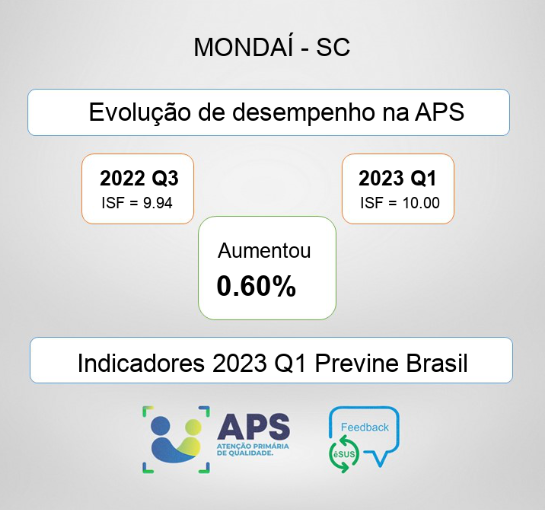 MONDAÍ - SC
Evolução de desempenho na APS
2022 Q3
ISF = 9.94
2023 Q1
ISF = 10.00
Aumentou
0.60%
Indicadores 2023 Q1 Previne Brasil
APS
ATENÇÃO PRIMÁRIA
DE QUALIDADE.
Feedback
eSUS